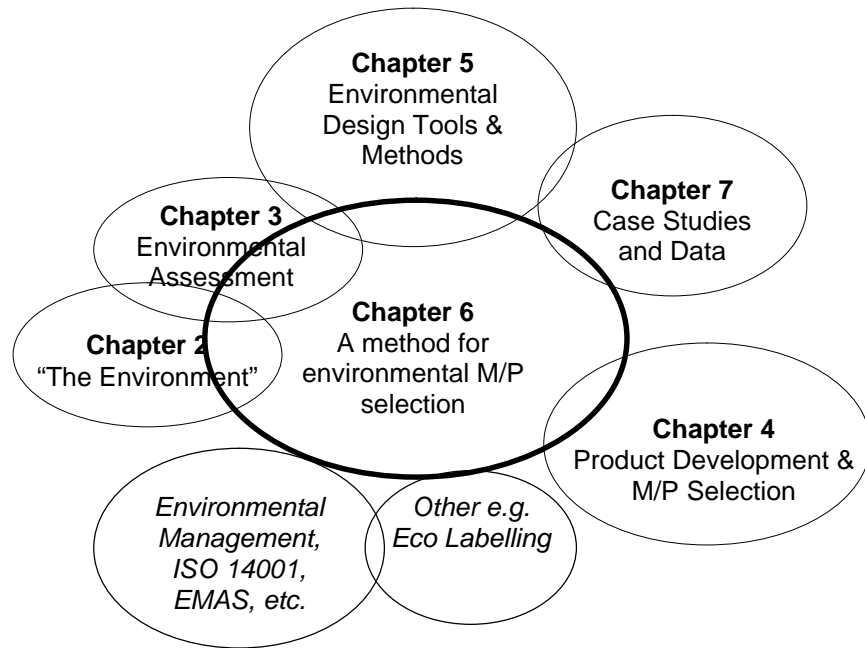 Chapter 5
Environmental
Design Tools &
Methods
Chapter 7
Case Studies
and Data
Chapter 3
Environmental
Assessment
Chapter 6
A method for
environmental M/P
selection
Chapter 2
“The Environment”
Chapter 4
Product Development &
M/P Selection
Environmental
Management,
ISO 14001,
EMAS, etc.
Other e.g.
Eco Labelling